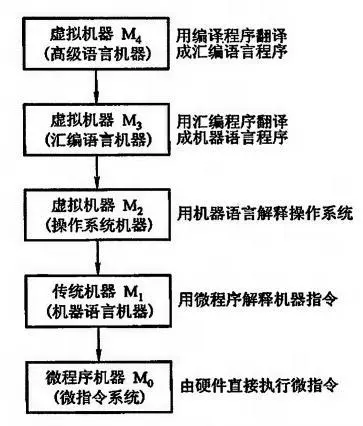 虚拟机器 M₄
(高级语言机器)
用编译程序翻译
成汇编语言程序
虚拟机器 M₃
(汇编语言机器)
用汇编程序翻译
成机器语言程序
虚拟机器 M₂
(操作系统机器)
用机器语言解释操作系统
传统机器 M₁
(机器语言机器)
用微程序解释机器指令
微程序机器 M₀
(微指令系统)
由硬件直接执行微指令